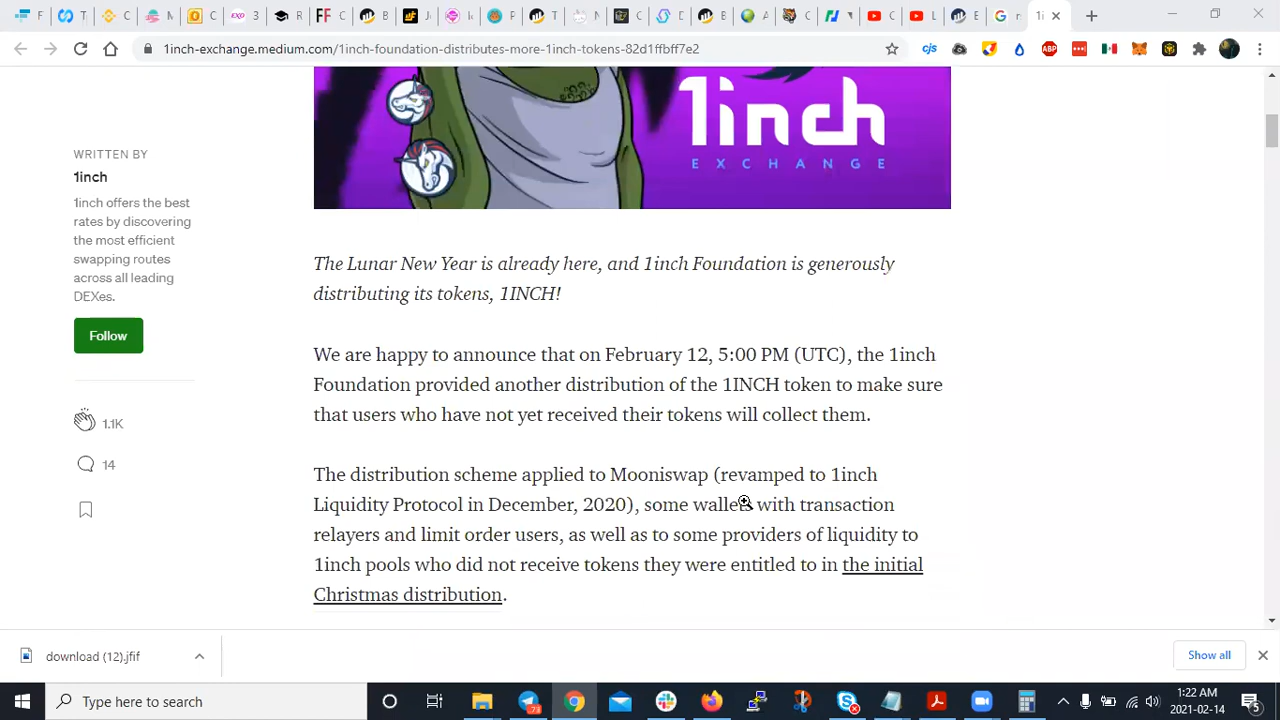 1inch-exchange.medium.com/1inch-foundation-distributes-more-1inch-tokens-82d1ffbff7e2
1inch
EXCHANGE
WRITTEN BY
1inch
1inch offers the best
rates by discovering
the most efficient
swapping routes
across all leading
DEXes.
Follow
1.1K
14
The Lunar New Year is already here, and 1inch Foundation is generously
distributing its tokens, 1INCH!
We are happy to announce that on February 12, 5:00 PM (UTC), the 1inch
Foundation provided another distribution of the 1INCH token to make sure
that users who have not yet received their tokens will collect them.
The distribution scheme applied to Mooniswap (revamped to 1inch
Liquidity Protocol in December, 2020), some wallets with transaction
relayers and limit order users, as well as to some providers of liquidity to
1inch pools who did not receive tokens they were entitled to in the initial
Christmas distribution.
download (12).jfif
Show all
Type here to search
1:22 AM
2021-02-14